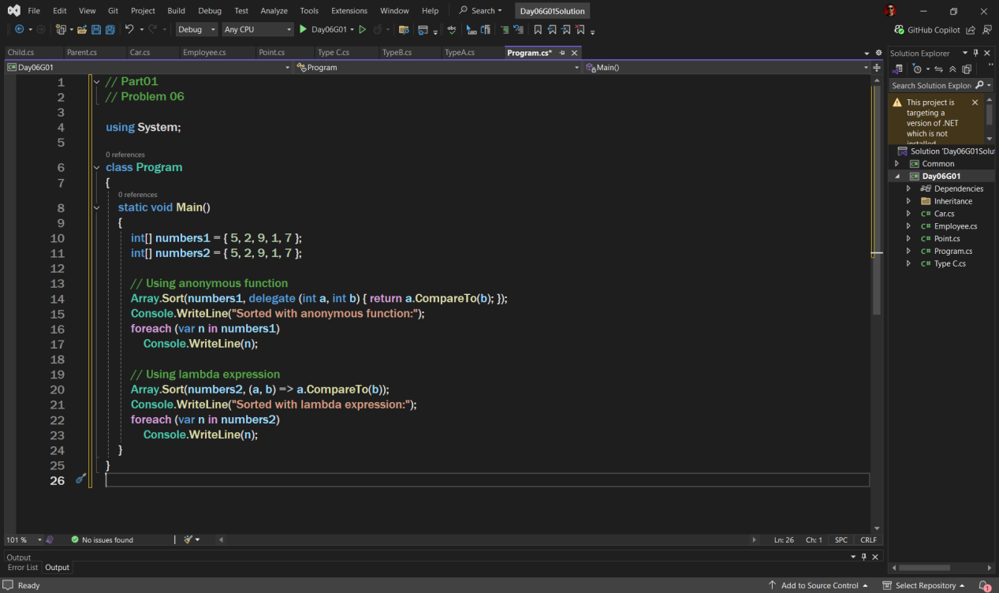 File Edit View Git Project Build Debug Test Analyze Tools Extensions Window Help Search Day06G01Solution
Debug Any CPU Day06G01 GitHub Copilot
Child.cs Parent.cs Car.cs Employee.cs Point.cs Type C.cs TypeB.cs TypeA.cs Program.cs*
Day06G01 Program Main()
1 // Part01
2 // Problem 06
3
4 using System;
5
0 references
6 class Program
7 {
0 references
8 static void Main()
9 {
10 int[] numbers1 = { 5, 2, 9, 1, 7 };
11 int[] numbers2 = { 5, 2, 9, 1, 7 };
12
13 // Using anonymous function
14 Array.Sort(numbers1, delegate (int a, int b) { return a.CompareTo(b); });
15 Console.WriteLine("Sorted with anonymous function:");
16 foreach (var n in numbers1)
17 Console.WriteLine(n);
18
19 // Using lambda expression
20 Array.Sort(numbers2, (a, b) => a.CompareTo(b));
21 Console.WriteLine("Sorted with lambda expression:");
22 foreach (var n in numbers2)
23 Console.WriteLine(n);
24 }
25 }
26
101 % No issues found Ln: 26 Ch: 1 SPC CRLF
Output
Error List Output
Ready Add to Source Control Select Repository 1
Solution Explorer
Search Solution Explor
This project is
targeting a
version of .NET
which is not
installed
Solution 'Day06G01Solu
Common
C# Day06G01
Dependencies
Inheritance
C# Car.cs
C# Employee.cs
C# Point.cs
C# Program.cs
C# Type C.cs